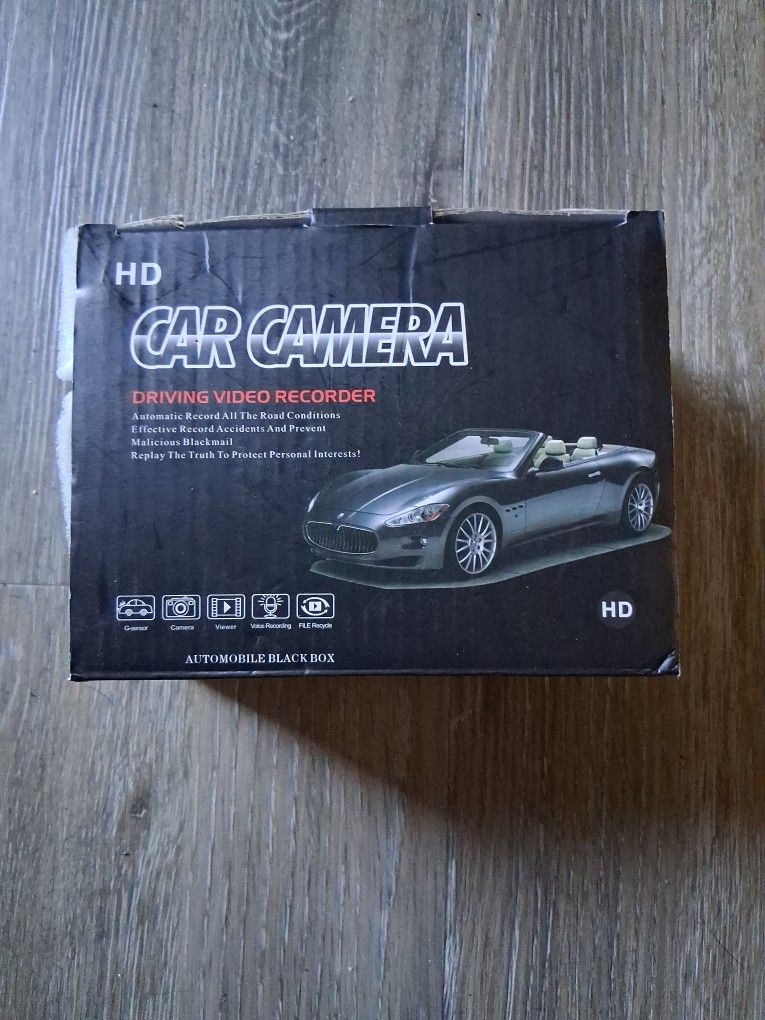 HD
CAR CAMERA
DRIVING VIDEO RECORDER
Automatic Record All The Road Conditions
Effective Record Accidents And Prevent
Malicious Blackmail
Replay The Truth To Protect Personal Interests!
G-sensor Camera Viewer Voice Recording FILE Recycle
HD
AUTOMOBILE BLACK BOX